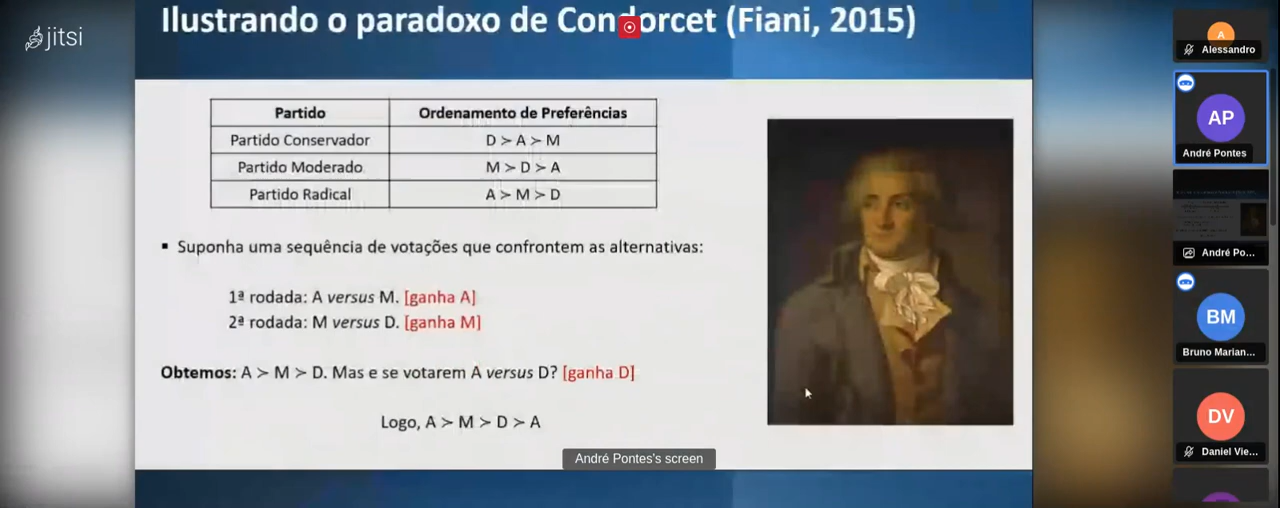 Ilustrando o paradoxo de Condorcet (Fiani, 2015)
jitsi
Partido Ordenamento de Preferências
Partido Conservador D > A > M
Partido Moderado M > D > A
Partido Radical A > M > D
▪ Suponha uma sequência de votações que confrontem as alternativas:
1ª rodada: A versus M. [ganha A]
2ª rodada: M versus D. [ganha M]
Obtemos: A > M > D. Mas e se votarem A versus D? [ganha D]
Logo, A > M > D > A
André Pontes's screen
A
Alessandro
AP
André Pontes
André Po...
BM
Bruno Marian...
DV
Daniel Vie...